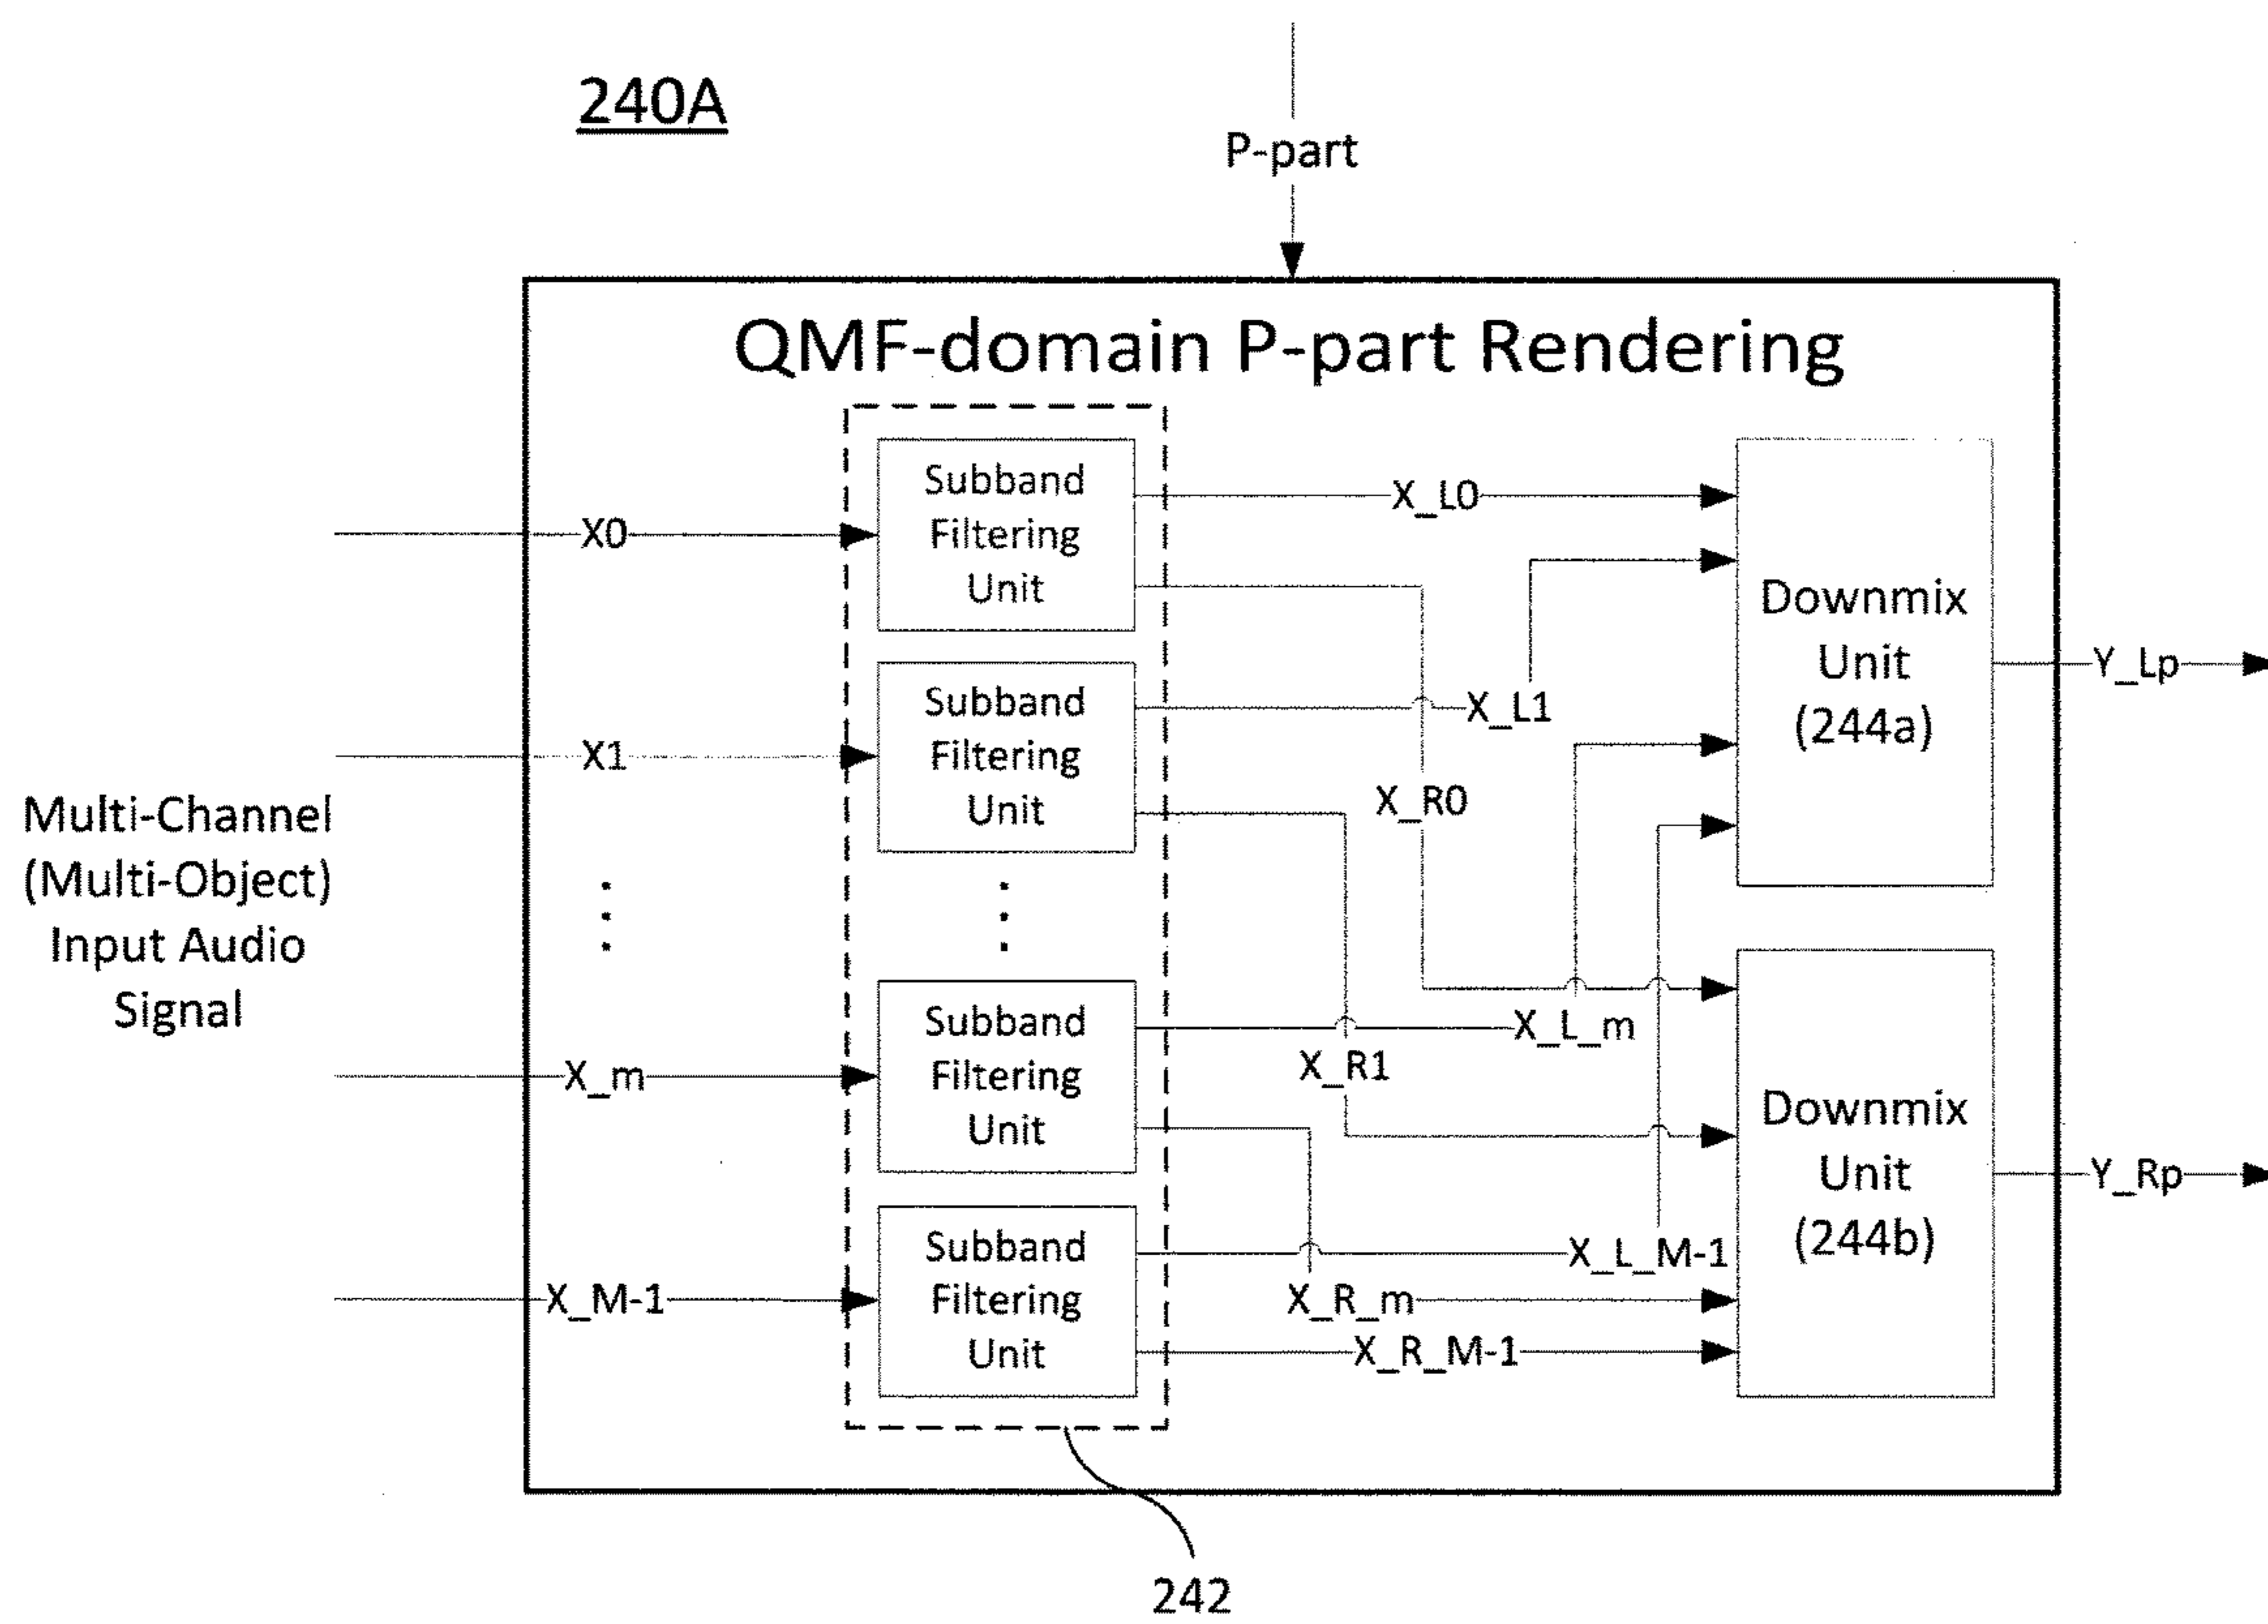 240A
P-part
QMF-domain P-part Rendering
Multi-Channel
(Multi-Object)
Input Audio
Signal
X0
X1
X_m
X_M-1
Subband
Filtering
Unit
Subband
Filtering
Unit
Subband
Filtering
Unit
Subband
Filtering
Unit
X_L0
X_L1
X_R0
X_L_m
X_R1
X_L_M-1
X_R_m
X_R_M-1
Downmix
Unit
(244a)
Downmix
Unit
(244b)
Y_Lp
Y_Rp
242